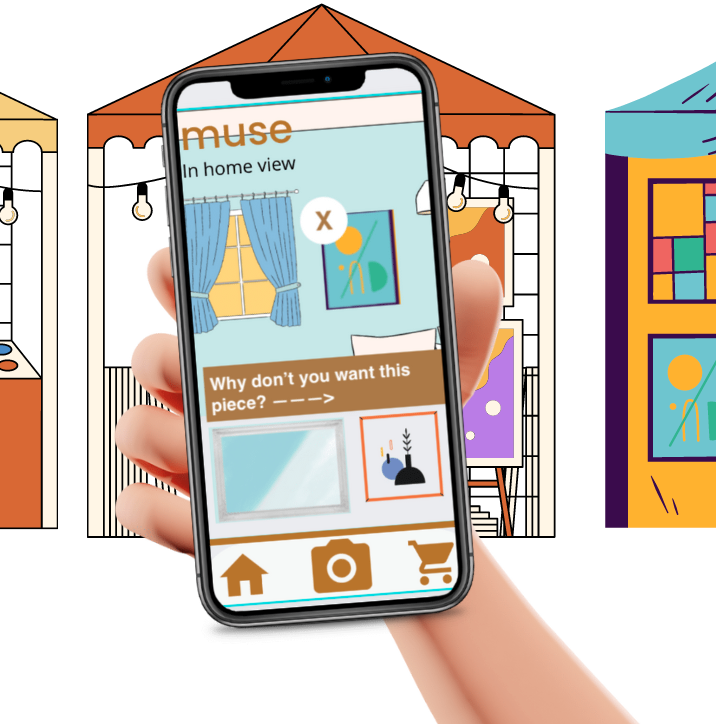 muse
In home view
X
Why don't you want this
piece? ———>